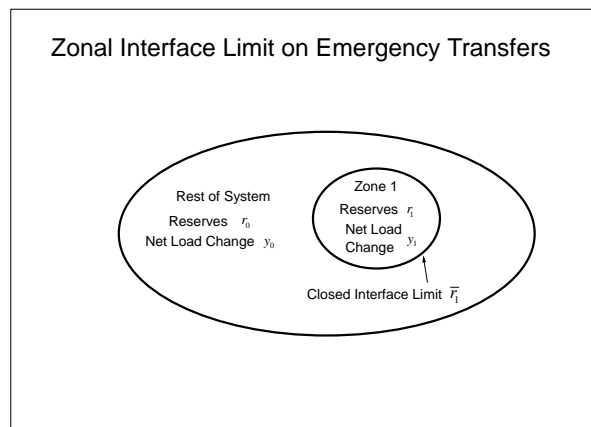 Zonal Interface Limit on Emergency Transfers
Rest of System
Reserves r₀
Net Load Change y₀
Zone 1
Reserves r₁
Net Load
Change y₁
Closed Interface Limit r̅₁